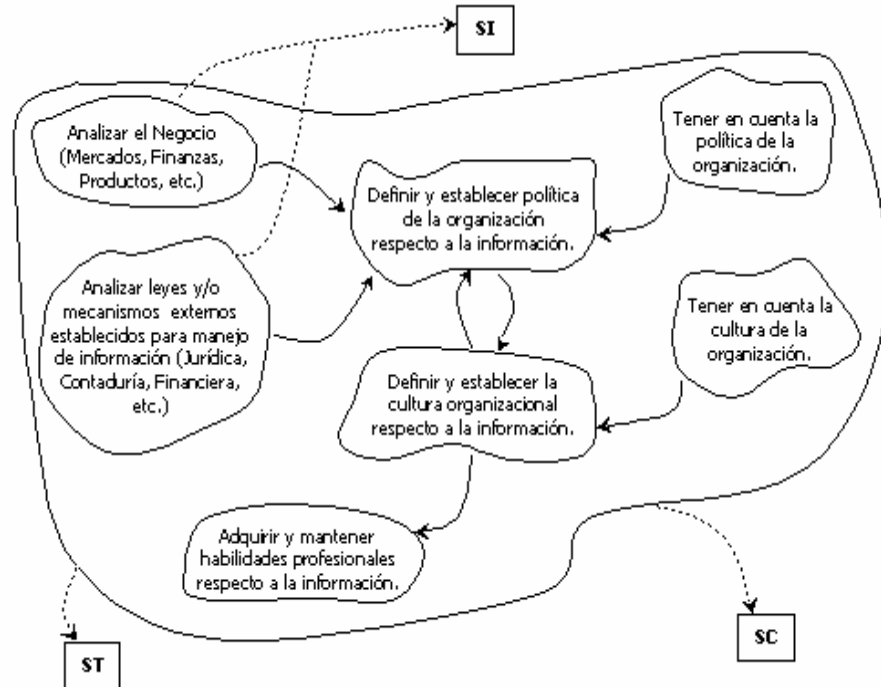 SI
Analizar el Negocio
(Mercados, Finanzas,
Productos, etc.)
Tener en cuenta la
política de la
organización.
Definir y establecer política
de la organización
respecto a la información.
Analizar leyes y/o
mecanismos externos
establecidos para manejo
de información (Jurídica,
Contaduría, Financiera,
etc.)
Tener en cuenta la
cultura de la
organización.
Definir y establecer la
cultura organizacional
respecto a la información.
Adquirir y mantener
habilidades profesionales
respecto a la información.
SC
ST